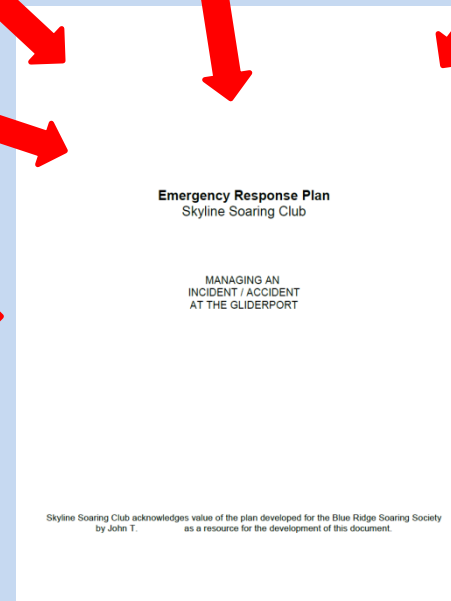 Emergency Response Plan
Skyline Soaring Club
MANAGING AN
INCIDENT / ACCIDENT
AT THE GLIDERPORT
Skyline Soaring Club acknowledges value of the plan developed for the Blue Ridge Soaring Society
by John T. as a resource for the development of this document.